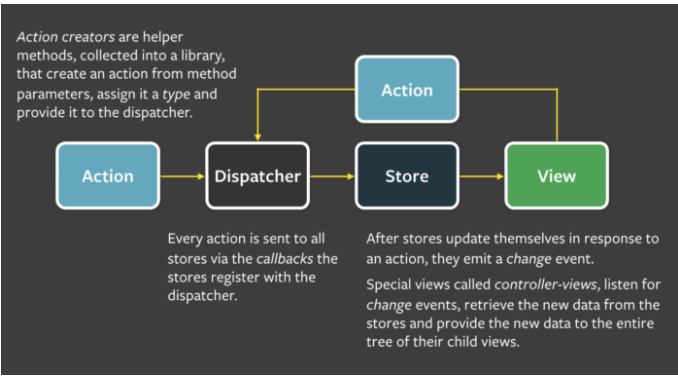 Action creators are helper
methods, collected into a library,
that create an action from method
parameters, assign it a type and
provide it to the dispatcher.
Action
Action
Dispatcher
Store
View
Every action is sent to all
stores via the callbacks the
stores register with the
dispatcher.
After stores update themselves in response to
an action, they emit a change event.
Special views called controller-views, listen for
change events, retrieve the new data from the
stores and provide the new data to the entire
tree of their child views.